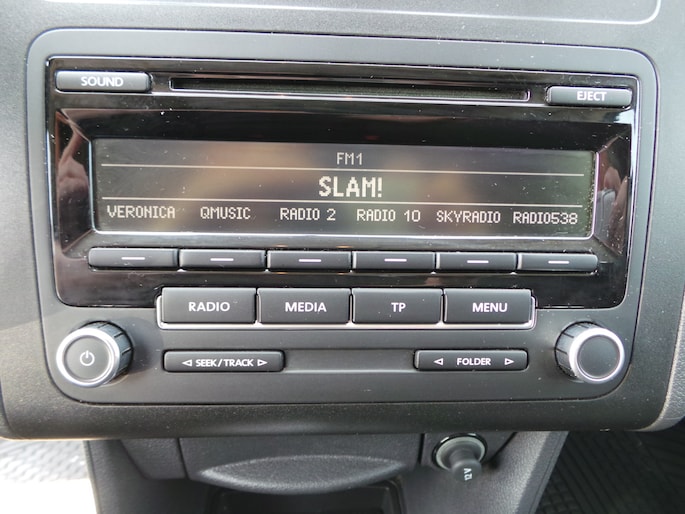 SOUND
EJECT
FM1
SLAM!
VERONICA QMUSIC RADIO 2 RADIO 10 SKYRADIO RADIO538
RADIO MEDIA TP MENU
SEEK/TRACK FOLDER
12 V